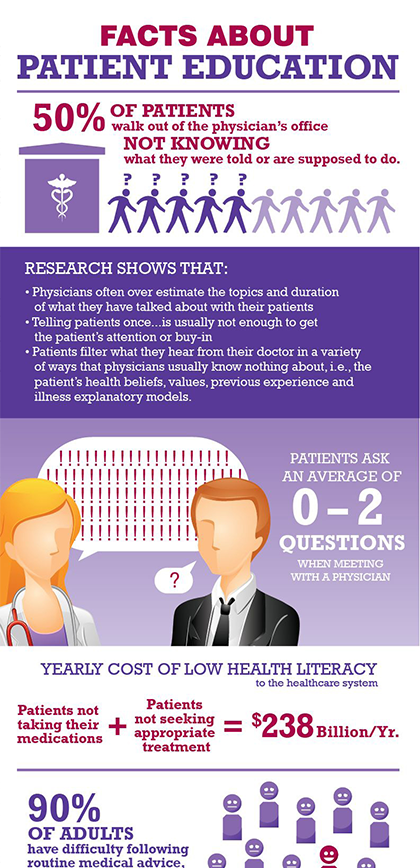 FACTS ABOUT
PATIENT EDUCATION
50% OF PATIENTS
walk out of the physician's office
NOT KNOWING
what they were told or are supposed to do.
? ? ? ? ?
RESEARCH SHOWS THAT:
• Physicians often over estimate the topics and duration
of what they have talked about with their patients
• Telling patients once...is usually not enough to get
the patient's attention or buy-in
• Patients filter what they hear from their doctor in a variety
of ways that physicians usually know nothing about, i.e., the
patient's health beliefs, values, previous experience and
illness explanatory models.
?
PATIENTS ASK
AN AVERAGE OF
0–2
QUESTIONS
WHEN MEETING
WITH A PHYSICIAN
YEARLY COST OF LOW HEALTH LITERACY
to the healthcare system
Patients not
taking their
medications
+
Patients
not seeking
appropriate
treatment
= $238 Billion/Yr.
90%
OF ADULTS
have difficulty following
routine medical advice,